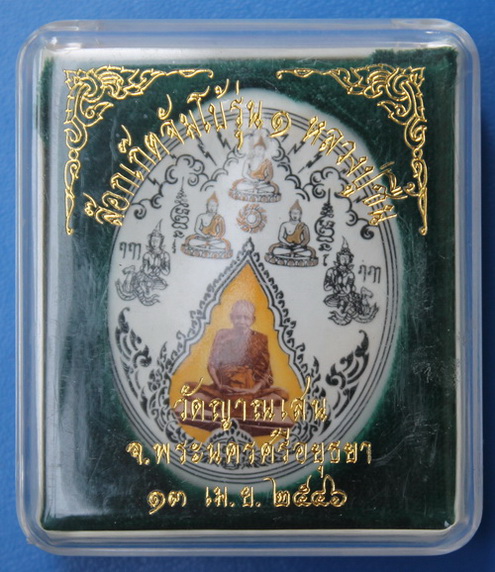 ล็อกเก็ตจัมโบ้รุ่น ๑ หลวงปู่ทิม
วัดญาณเสน
จ.พระนครศรีอยุธยา
๑๓ เม.ย. ๒๕๔๖